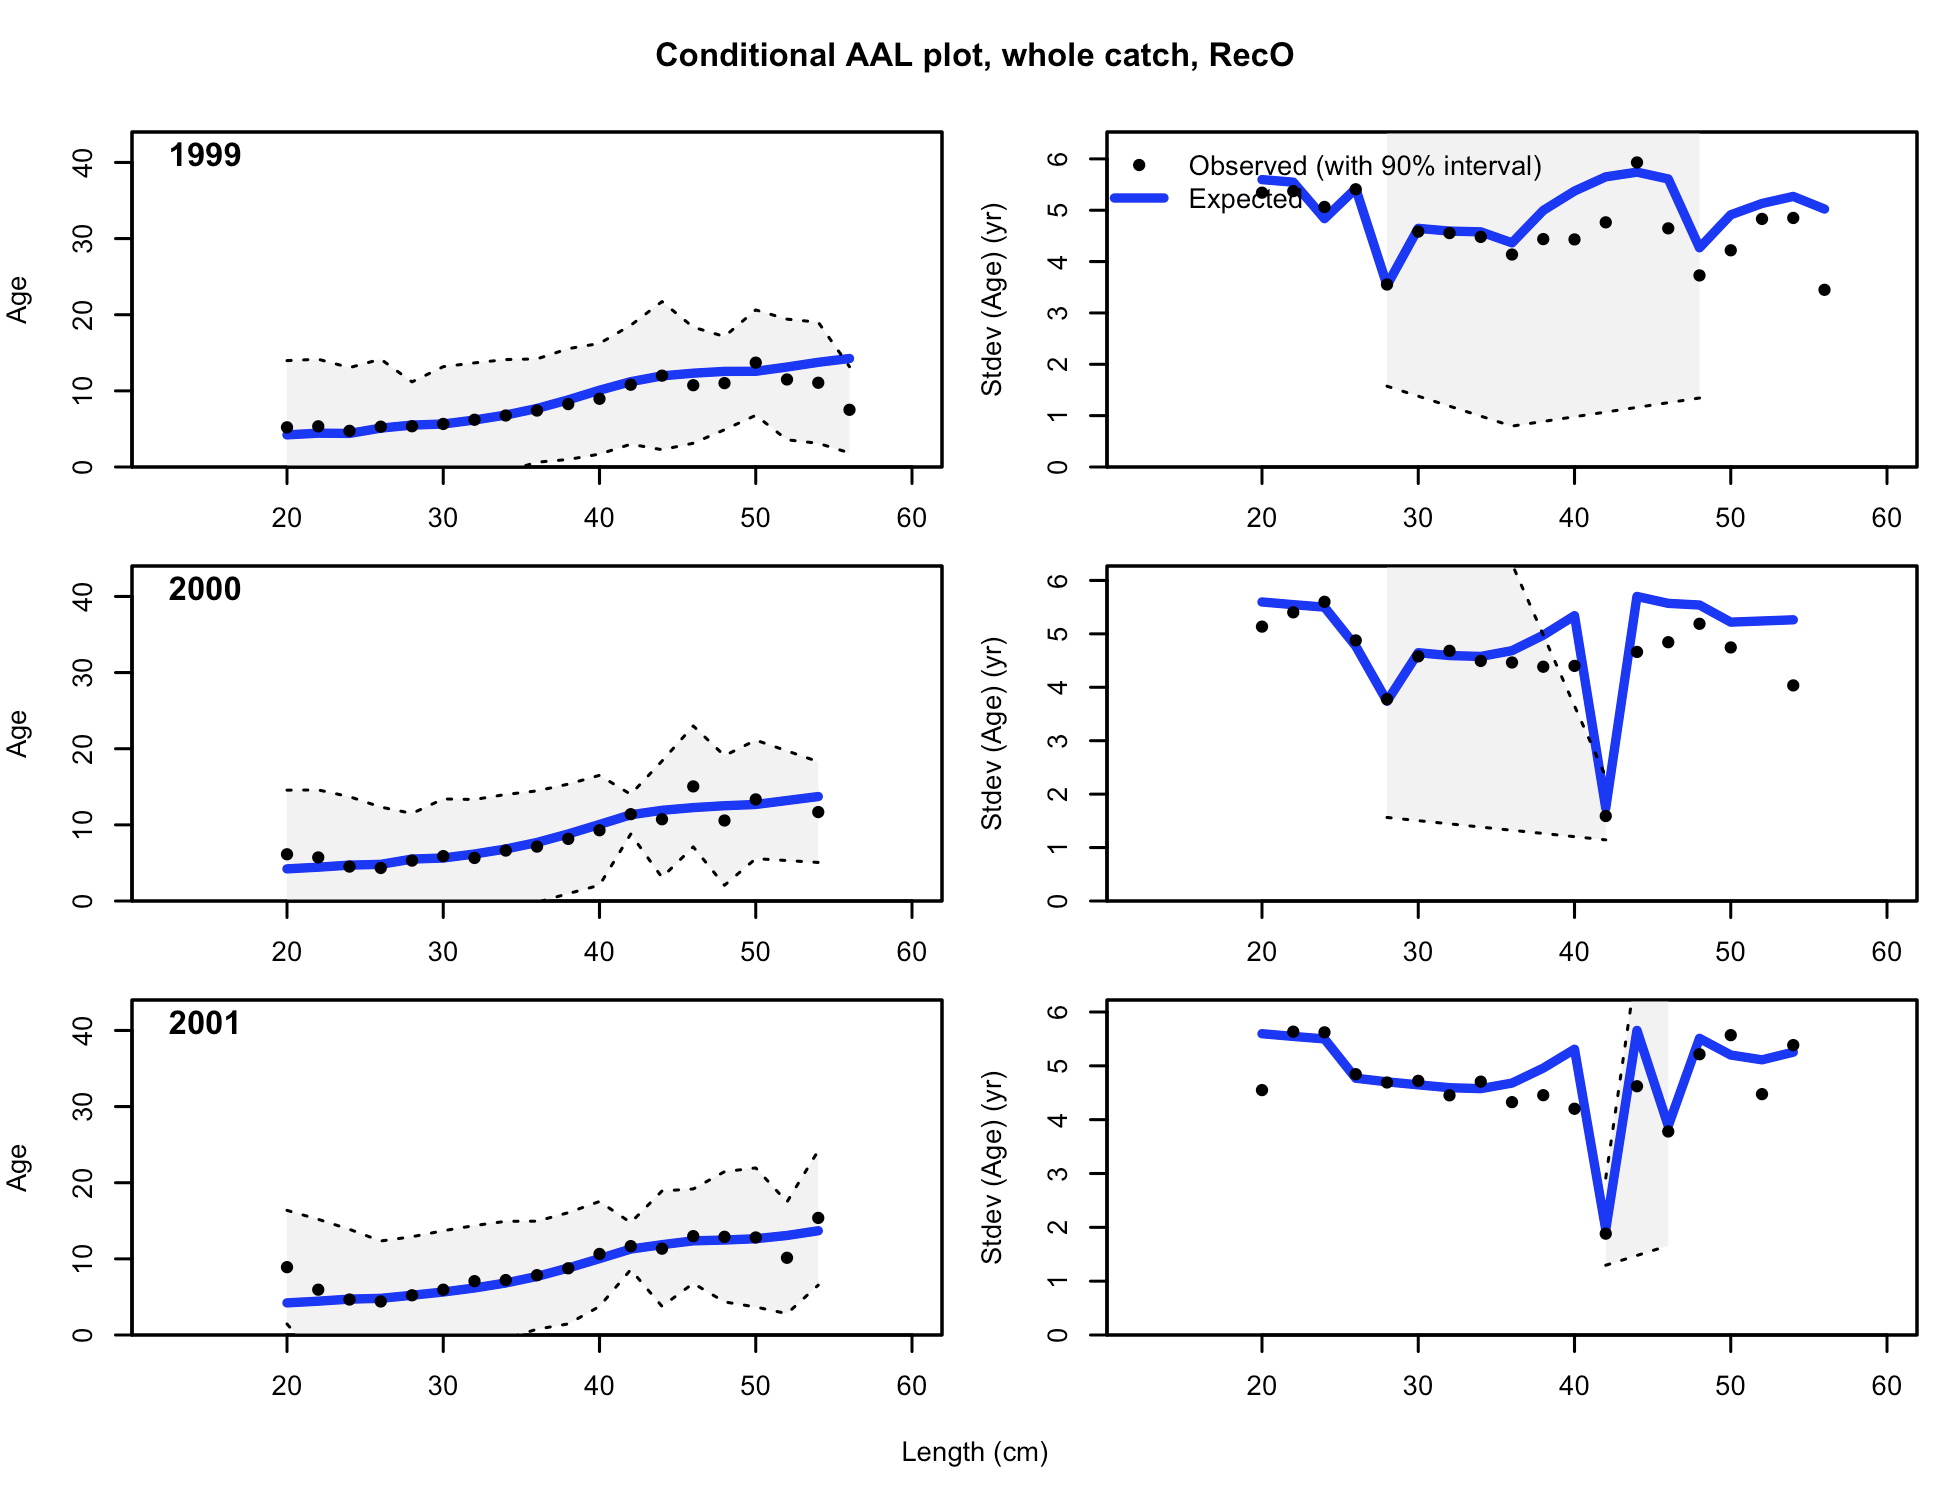 Conditional AAL plot, whole catch, RecO
1999
Age
0 10 20 30 40
20 30 40 50 60
Observed (with 90% interval)
Expected
Stdev (Age) (yr)
0 1 2 3 4 5 6
20 30 40 50 60
2000
Age
0 10 20 30 40
20 30 40 50 60
Stdev (Age) (yr)
0 1 2 3 4 5 6
20 30 40 50 60
2001
Age
0 10 20 30 40
20 30 40 50 60
Stdev (Age) (yr)
0 1 2 3 4 5 6
20 30 40 50 60
Length (cm)